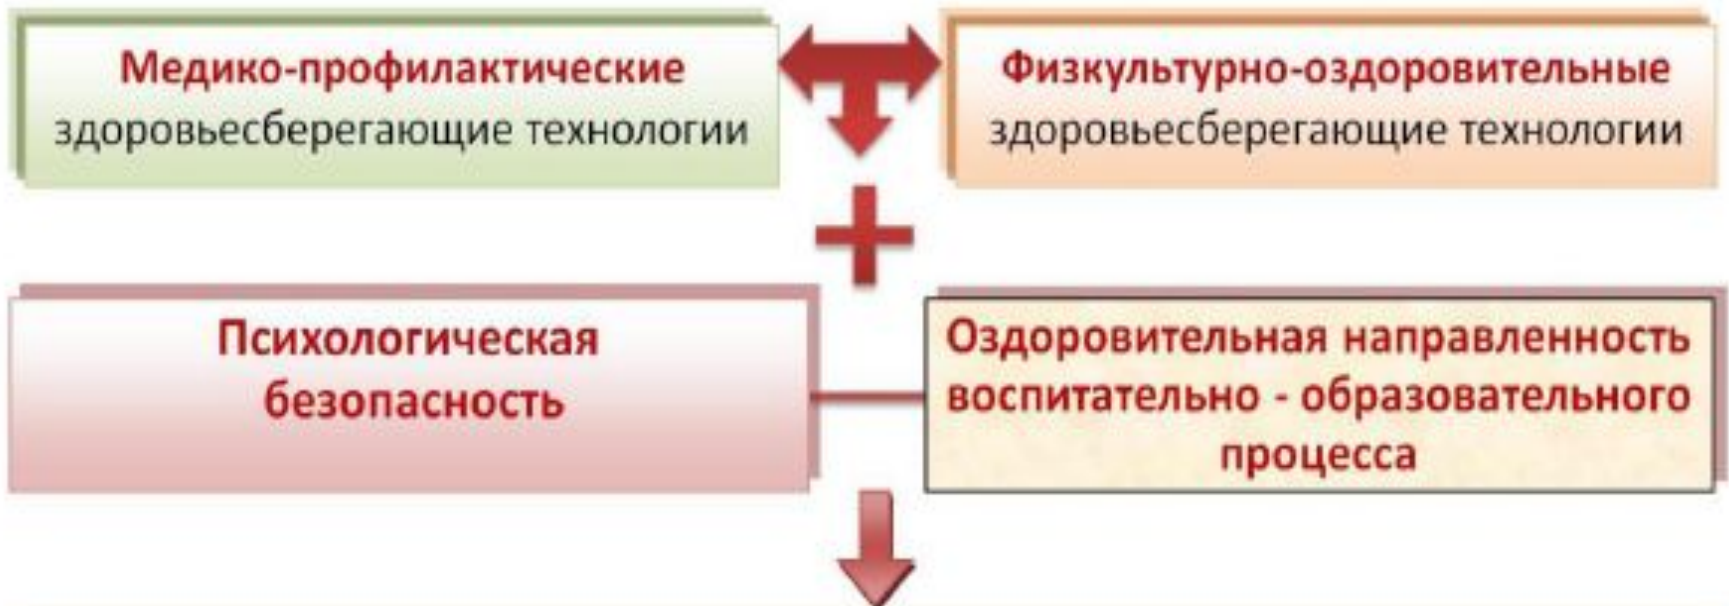 Медико-профилактические
здоровьесберегающие технологии
Физкультурно-оздоровительные
здоровьесберегающие технологии
Психологическая
безопасность
Оздоровительная направленность
воспитательно - образовательного
процесса